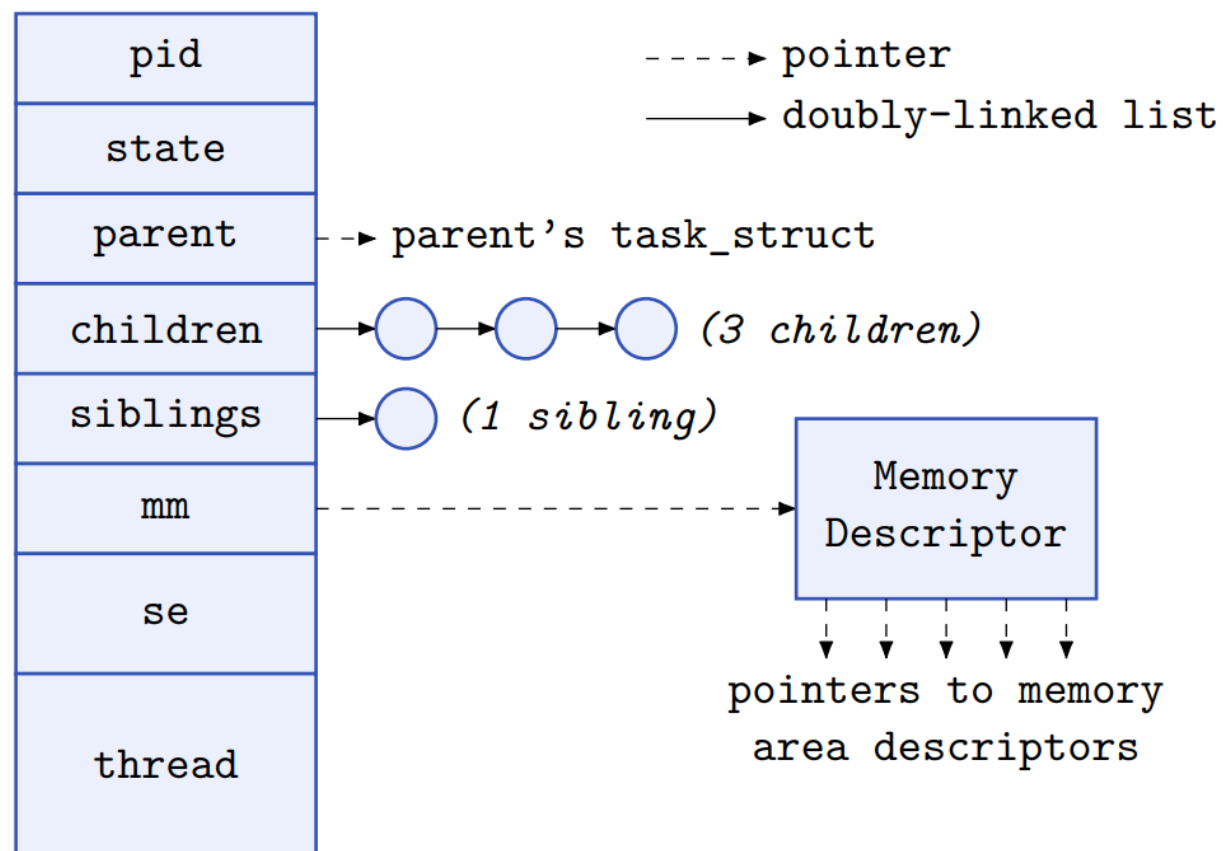 pid
pointer
doubly-linked list
state
parent
parent's task_struct
children
(3 children)
siblings
(1 sibling)
mm
Memory
Descriptor
se
pointers to memory
area descriptors
thread